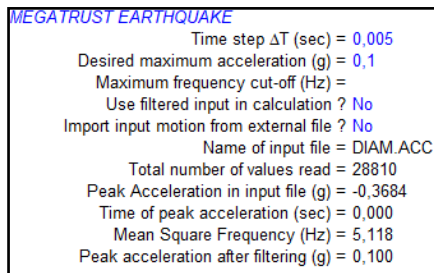 MEGATRUST EARTHQUAKE
Time step ΔT (sec) = 0,005
Desired maximum acceleration (g) = 0,1
Maximum frequency cut-off (Hz) =
Use filtered input in calculation ? No
Import input motion from external file ? No
Name of input file = DIAM.ACC
Total number of values read = 28810
Peak Acceleration in input file (g) = -0,3684
Time of peak acceleration (sec) = 0,000
Mean Square Frequency (Hz) = 5,118
Peak acceleration after filtering (g) = 0,100